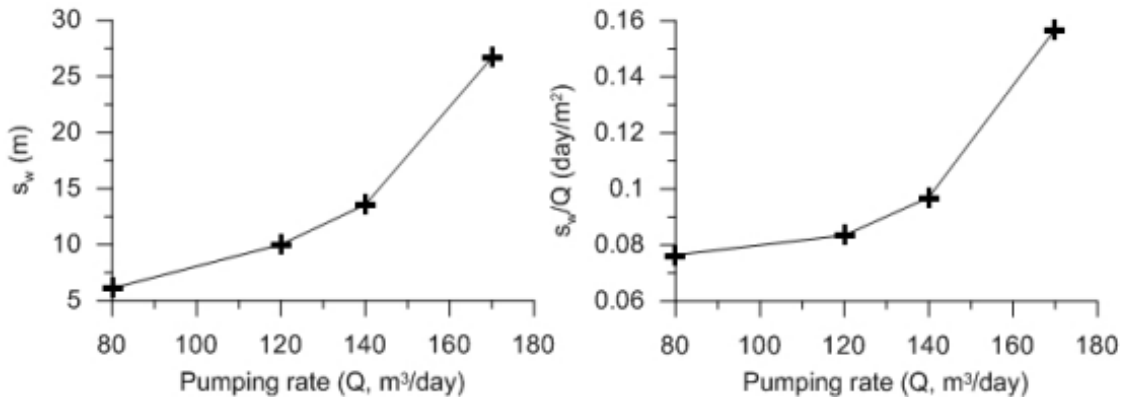 30
25
20
15
10
5
s_w (m)
80 100 120 140 160 180
Pumping rate (Q, m³/day)
0.16
0.14
0.12
0.1
0.08
0.06
s_w/Q (day/m²)
80 100 120 140 160 180
Pumping rate (Q, m³/day)